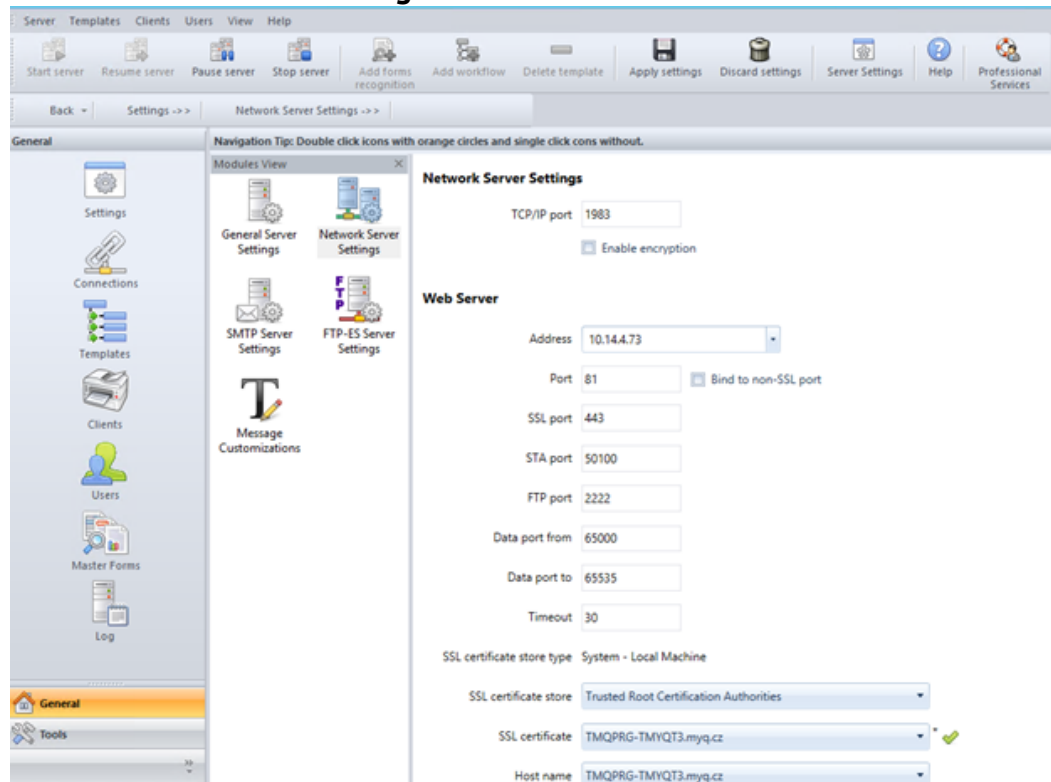 Server Templates Clients Users View Help
Start server Resume server Pause server Stop server Add forms recognition Add workflow Delete template Apply settings Discard settings Server Settings Help Professional Services
Back Settings ->> Network Server Settings ->>
General
Navigation Tip: Double click icons with orange circles and single click cons without.
Settings
Connections
Templates
Clients
Users
Master Forms
Log
General
Tools
Modules View
General Server
Settings
Network Server
Settings
SMTP Server
Settings
FTP
FTP-ES Server
Settings
Message
Customizations
Network Server Settings
TCP/IP port 1983
Enable encryption
Web Server
Address 10.14.4.73
Port 81 Bind to non-SSL port
SSL port 443
STA port 50100
FTP port 2222
Data port from 65000
Data port to 65535
Timeout 30
SSL certificate store type System - Local Machine
SSL certificate store Trusted Root Certification Authorities
SSL certificate TMQPRG-TMYQT3.myq.cz *
Host name TMQPRG-TMYQT3.myq.cz